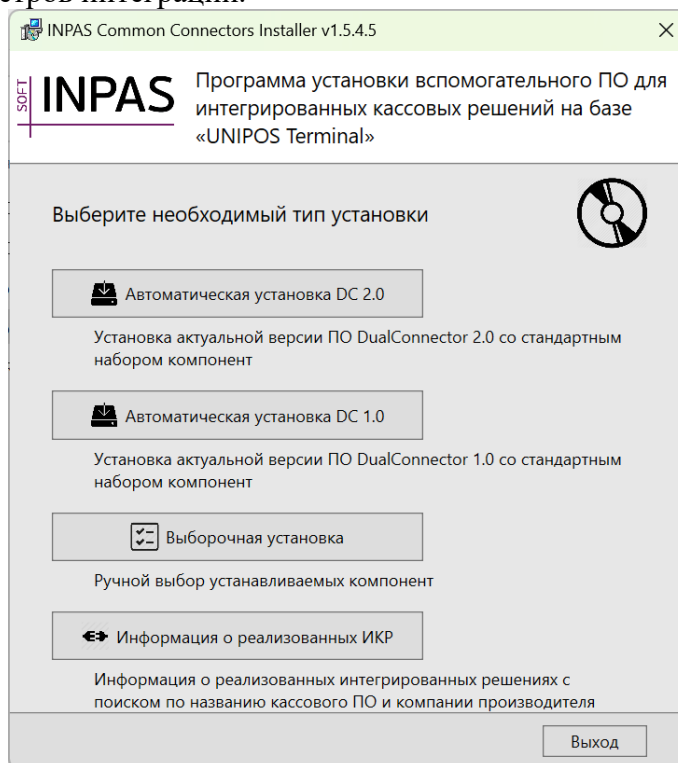 INPAS Common Connectors Installer v1.5.4.5
SOFT
INPAS
Программа установки вспомогательного ПО для
интегрированных кассовых решений на базе
«UNIPOS Terminal»
Выберите необходимый тип установки
Автоматическая установка DC 2.0
Установка актуальной версии ПО DualConnector 2.0 со стандартным
набором компонент
Автоматическая установка DC 1.0
Установка актуальной версии ПО DualConnector 1.0 со стандартным
набором компонент
Выборочная установка
Ручной выбор устанавливаемых компонент
Информация о реализованных ИКР
Информация о реализованных интегрированных решениях с
поиском по названию кассового ПО и компании производителя
Выход